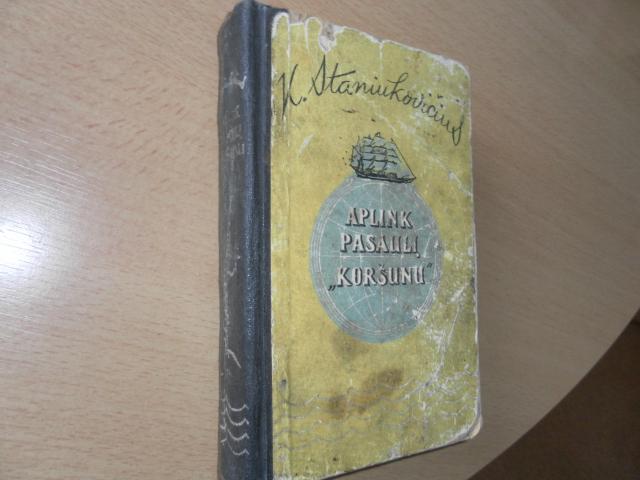 K. Staniukovičius
APLINK
PASAULĮ
„KORŠUNU“